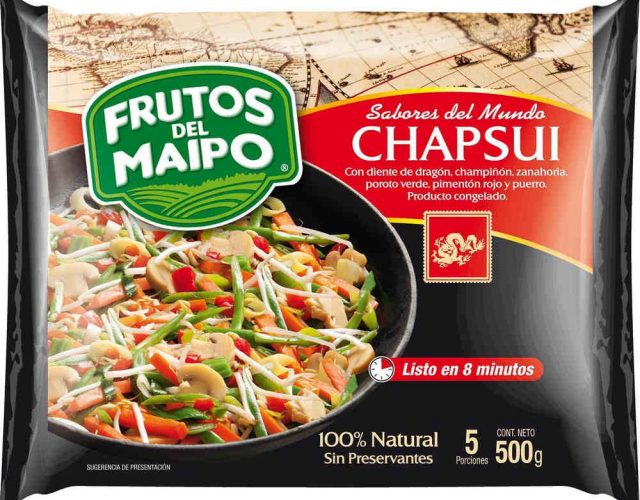 FRUTOS
DEL
MAIPO
®
Sabores del Mundo
CHAPSUI
Con diente de dragón, champiñón, zanahoria,
poroto verde, pimentón rojo y puerro.
Producto congelado.
Listo en 8 minutos
100% Natural
Sin Preservantes
5
Porciones
CONT. NETO
500g
SUGERENCIA DE PRESENTACIÓN